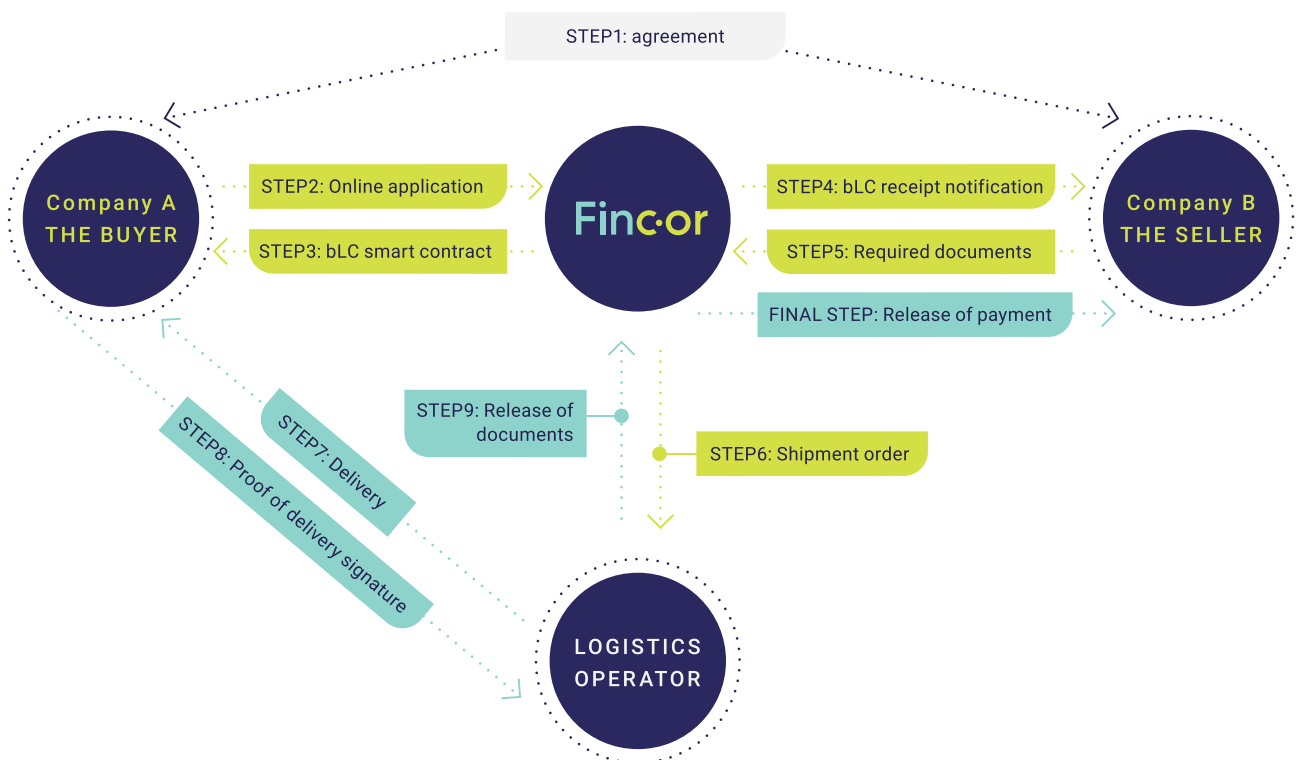 STEP1: agreement
Company A
THE BUYER
STEP2: Online application
STEP3: bLC smart contract
Fincor
STEP4: bLC receipt notification
STEP5: Required documents
FINAL STEP: Release of payment
Company B
THE SELLER
STEP7: Delivery
STEP8: Proof of delivery signature
STEP9: Release of
documents
STEP6: Shipment order
LOGISTICS
OPERATOR